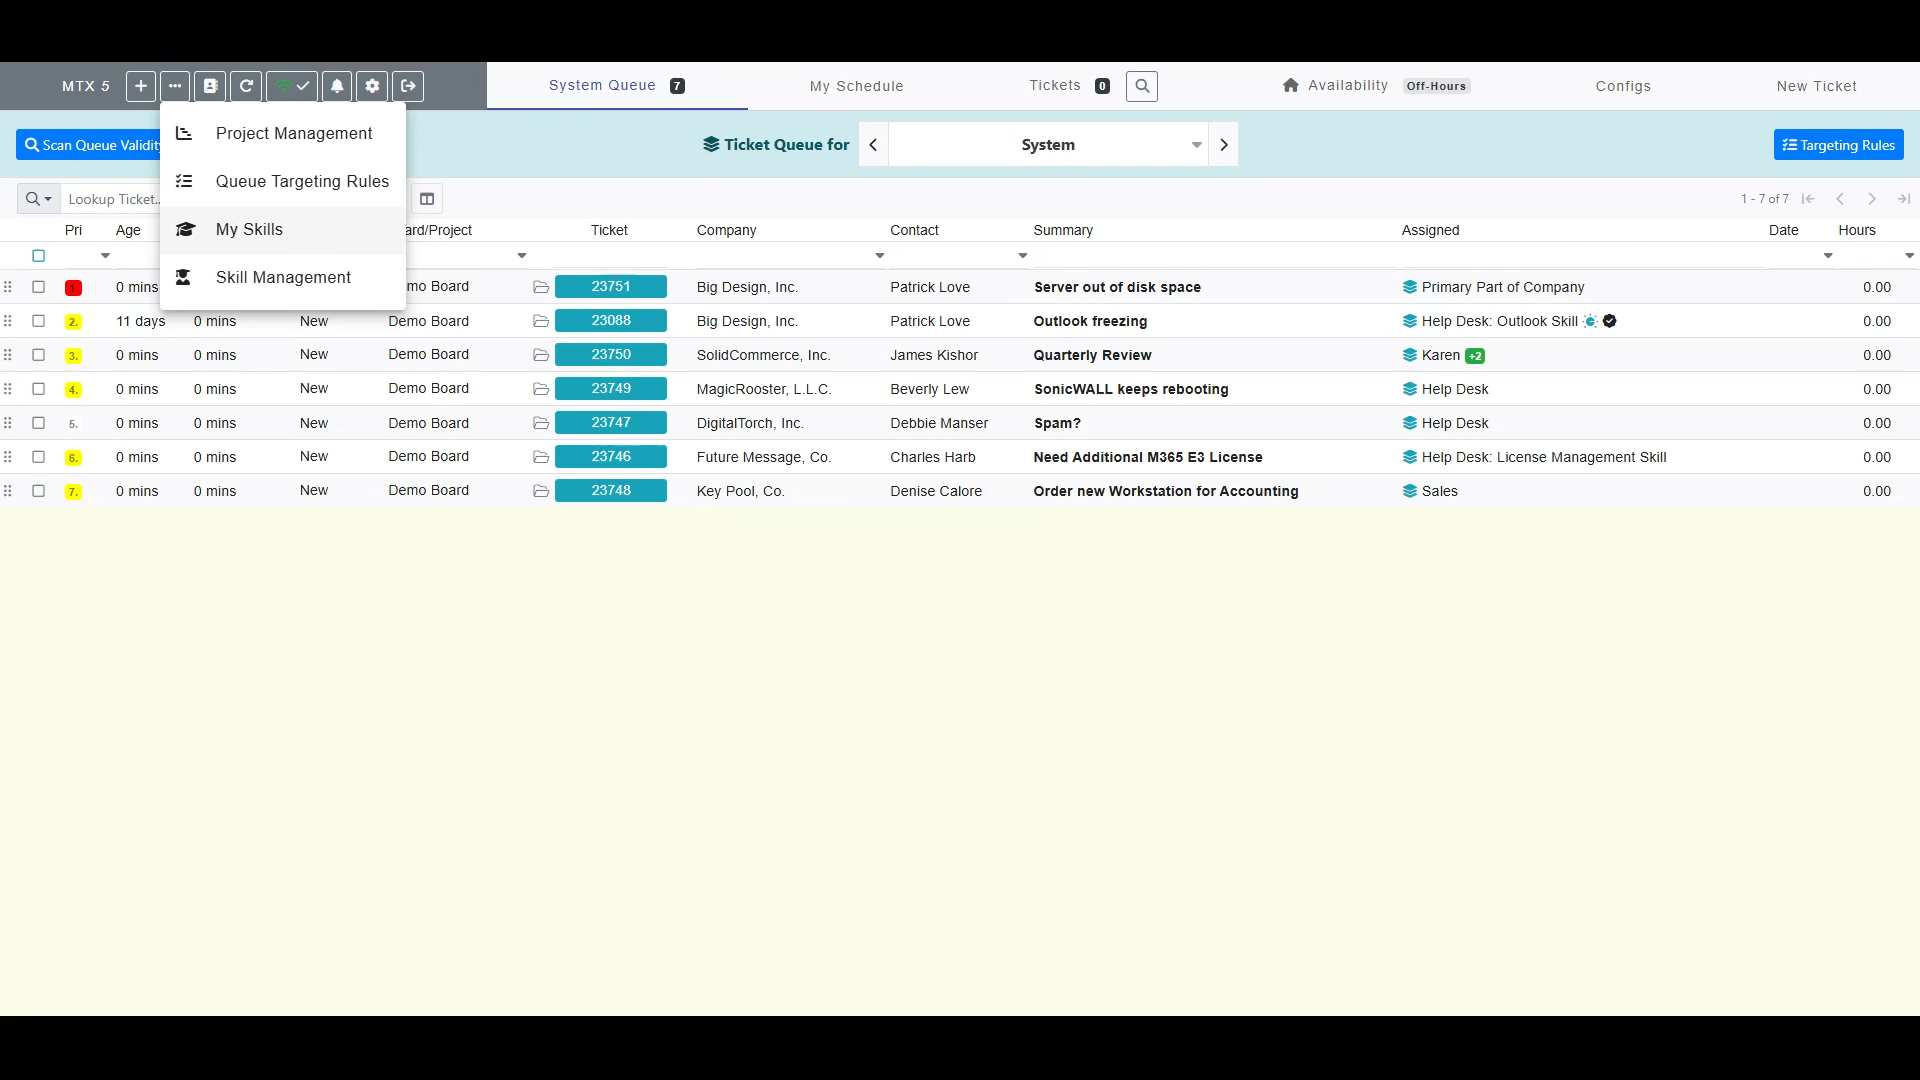 MTX 5 System Queue 7 My Schedule Tickets 0 Availability Off-Hours Configs New Ticket
Project Management
Queue Targeting Rules
My Skills
Skill Management
Scan Queue Validity Ticket Queue for System Targeting Rules
Lookup Ticket.. 1 - 7 of 7
Pri Age ard/Project Ticket Company Contact Summary Assigned Date Hours
1. 0 mins mo Board 23751 Big Design, Inc. Patrick Love Server out of disk space Primary Part of Company 0.00
2. 11 days 0 mins New Demo Board 23088 Big Design, Inc. Patrick Love Outlook freezing Help Desk: Outlook Skill 0.00
3. 0 mins 0 mins New Demo Board 23750 SolidCommerce, Inc. James Kishor Quarterly Review Karen +2 0.00
4. 0 mins 0 mins New Demo Board 23749 MagicRooster, L.L.C. Beverly Lew SonicWALL keeps rebooting Help Desk 0.00
5. 0 mins 0 mins New Demo Board 23747 DigitalTorch, Inc. Debbie Manser Spam? Help Desk 0.00
6. 0 mins 0 mins New Demo Board 23746 Future Message, Co. Charles Harb Need Additional M365 E3 License Help Desk: License Management Skill 0.00
7. 0 mins 0 mins New Demo Board 23748 Key Pool, Co. Denise Calore Order new Workstation for Accounting Sales 0.00